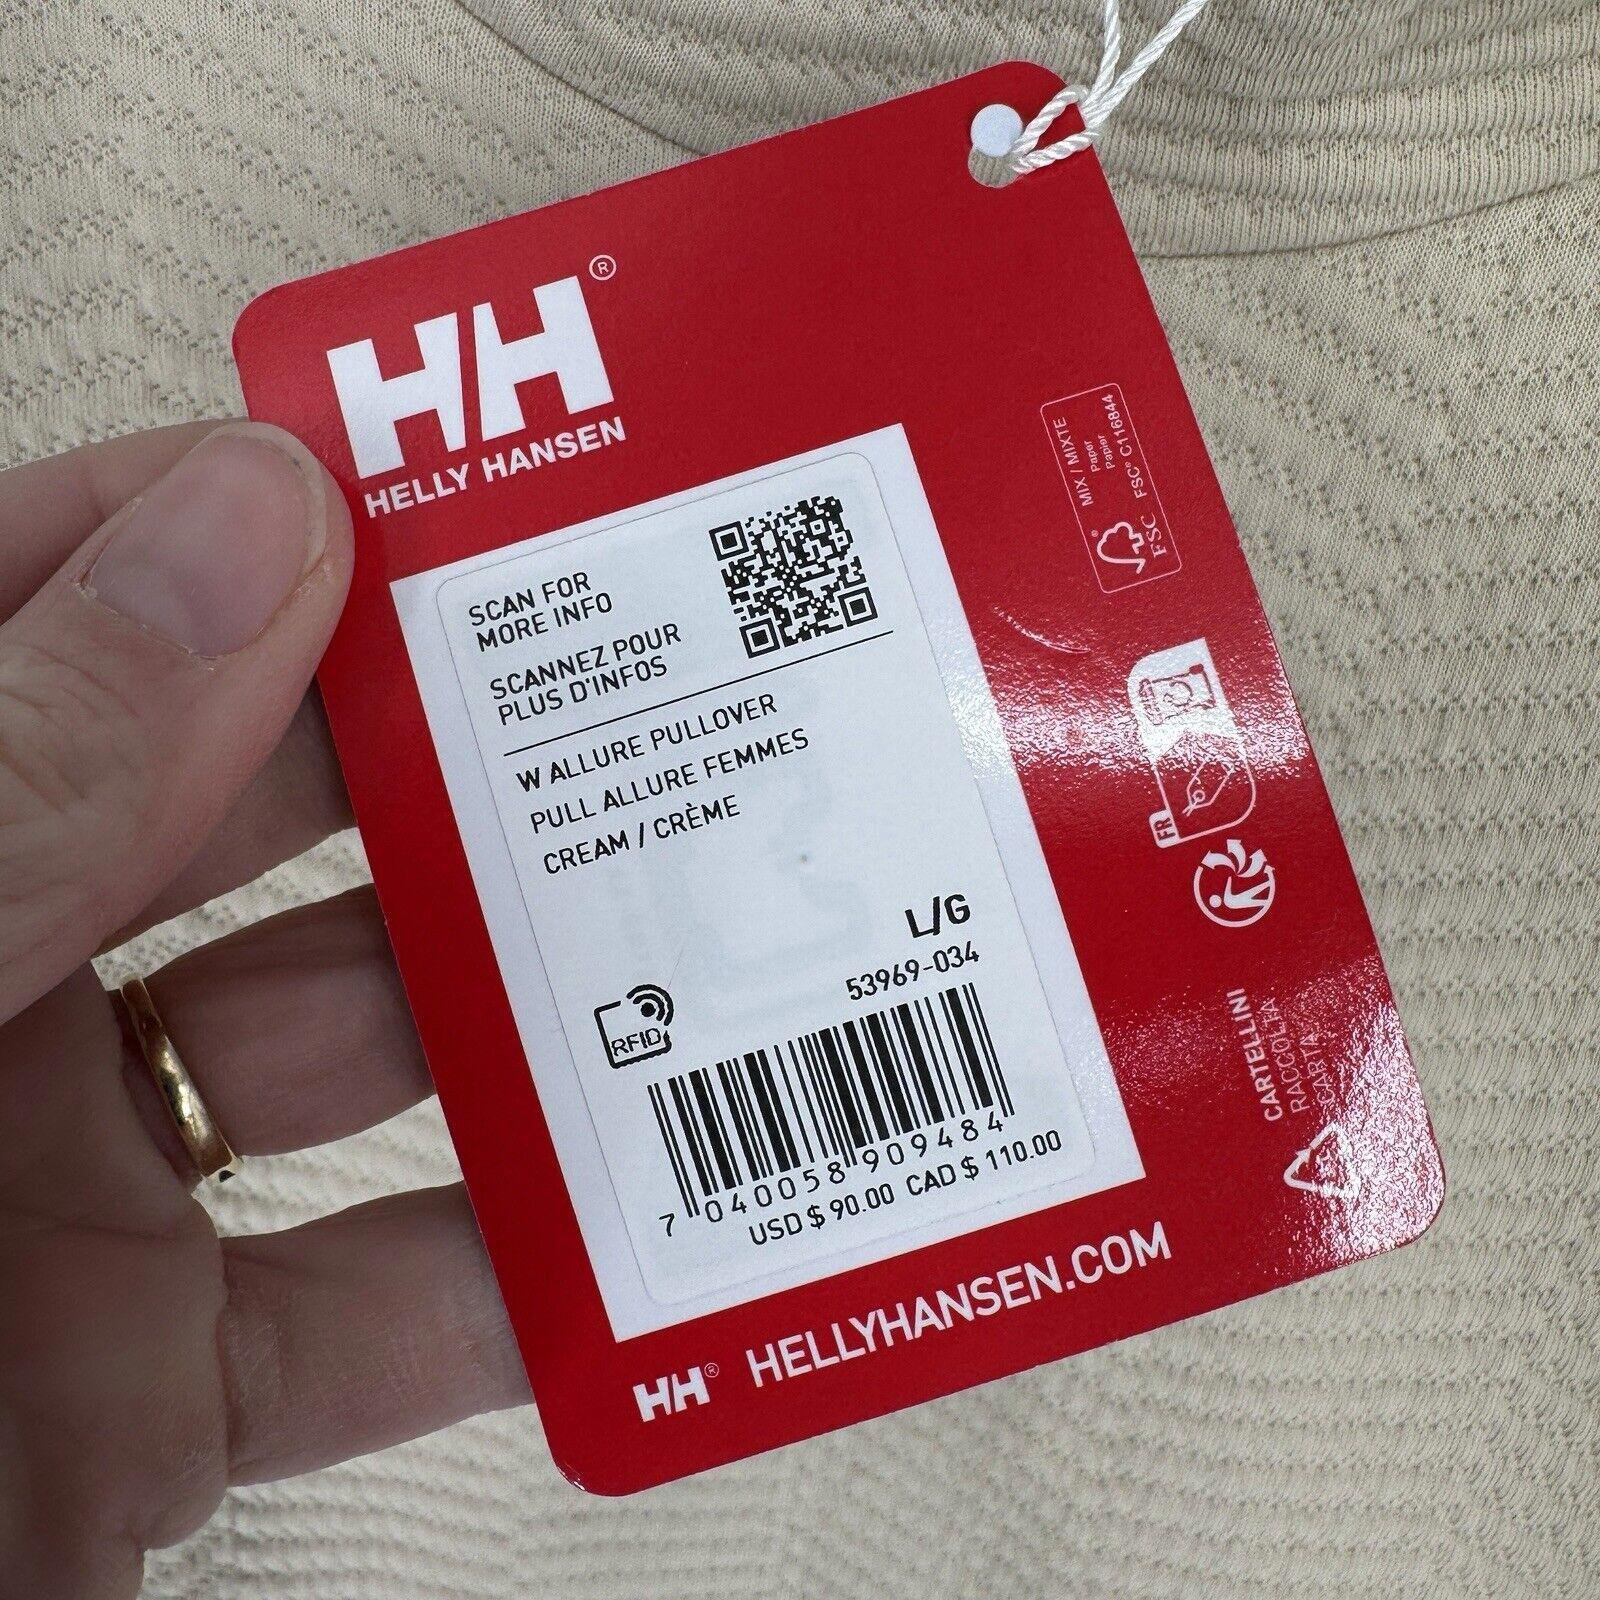 HH®
HELLY HANSEN
SCAN FOR
MORE INFO
SCANNEZ POUR
PLUS D'INFOS
W ALLURE PULLOVER
PULL ALLURE FEMMES
CREAM / CRÈME
L/G
53969-034
RFID
7 040058 909484
USD $ 90.00 CAD $ 110.00
HH® HELLYHANSEN.COM
MIX / MIXTE
Paper
Papier
FSC® C116844
FSC
FR
CARTELLINI
RACCOLTA
CARTA